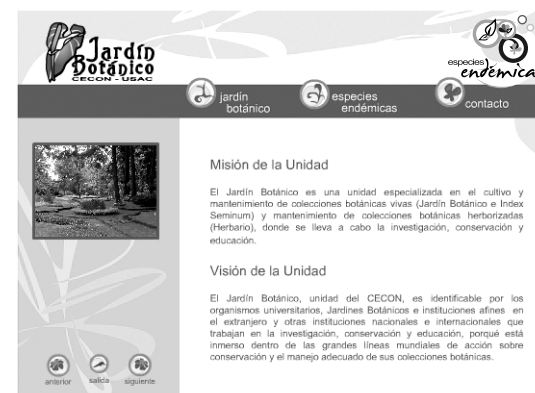 Jardín
Botánico
CECON - USAC
especies
endémica
jardín
botánico
especies
endémicas
contacto
Misión de la Unidad
El Jardín Botánico es una unidad especializada en el cultivo y
mantenimiento de colecciones botánicas vivas (Jardín Botánico e Index
Seminum) y mantenimiento de colecciones botánicas herborizadas
(Herbario), donde se lleva a cabo la investigación, conservación y
educación.
Visión de la Unidad
El Jardín Botánico, unidad del CECON, es identificable por los
organismos universitarios, Jardines Botánicos e instituciones afines en
el extranjero y otras instituciones nacionales e internacionales que
trabajan en la investigación, conservación y educación, porqué está
inmerso dentro de las grandes líneas mundiales de acción sobre
conservación y el manejo adecuado de sus colecciones botánicas.
anterior
salida
siguiente